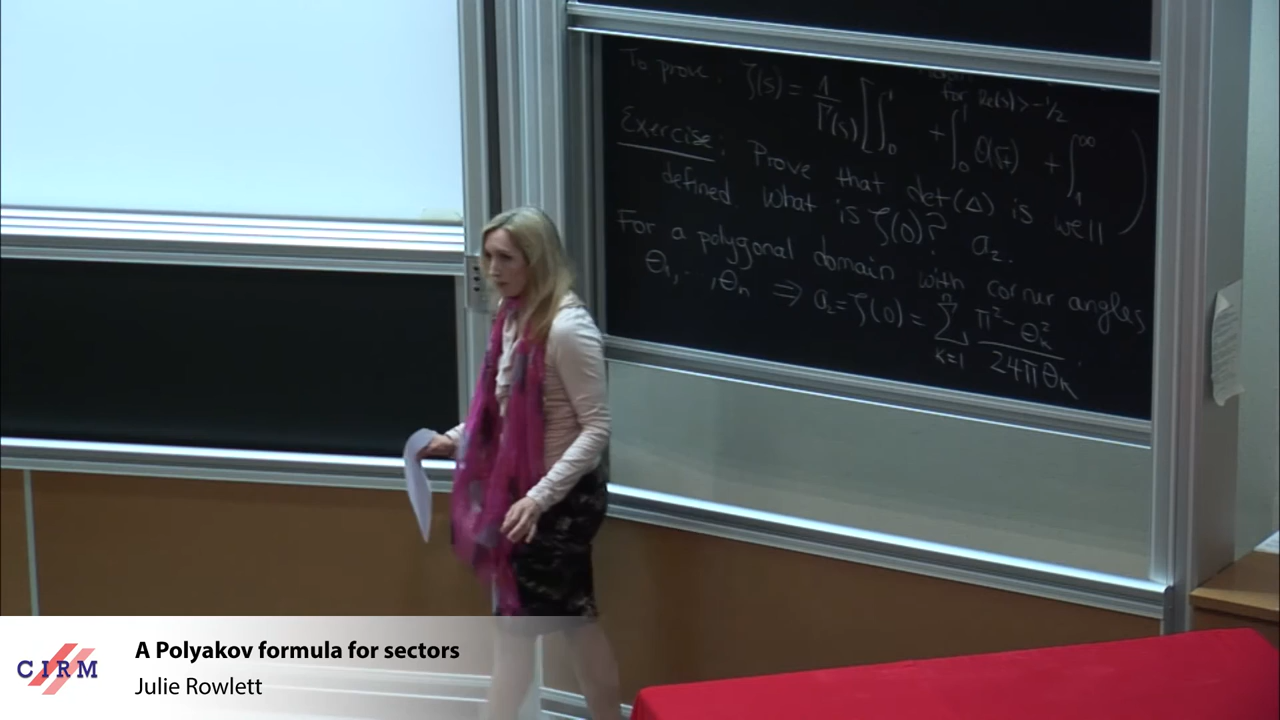 To prove. ζ(s) = 1/Γ(s) [∫₀¹ + ∫₀¹ O(√t) + ∫₁^∞ )
for Re(s) > -1/2
Exercise: Prove that det(Δ) is well
defined. What is ζ(0)? a₂.
For a polygonal domain with corner angles
θ₁, ..., θₙ ⇒ a₂ = ζ(0) = Σₖ₌₁ⁿ (π² - θₖ²)/(24πθₖ)
CIRM
A Polyakov formula for sectors
Julie Rowlett